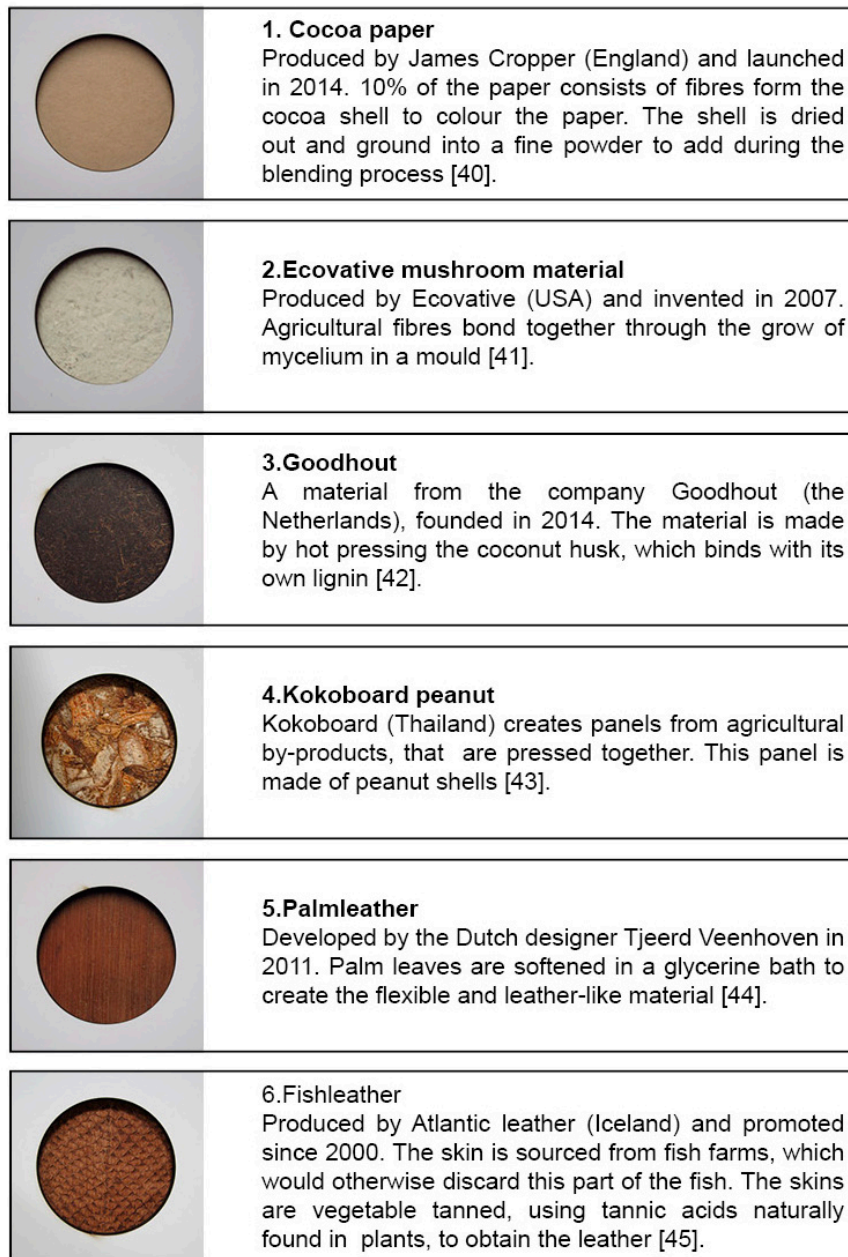 1. Cocoa paper
Produced by James Cropper (England) and launched
in 2014. 10% of the paper consists of fibres form the
cocoa shell to colour the paper. The shell is dried
out and ground into a fine powder to add during the
blending process [40].
2.Ecovative mushroom material
Produced by Ecovative (USA) and invented in 2007.
Agricultural fibres bond together through the grow of
mycelium in a mould [41].
3.Goodhout
A material from the company Goodhout (the
Netherlands), founded in 2014. The material is made
by hot pressing the coconut husk, which binds with its
own lignin [42].
4.Kokoboard peanut
Kokoboard (Thailand) creates panels from agricultural
by-products, that are pressed together. This panel is
made of peanut shells [43].
5.Palmleather
Developed by the Dutch designer Tjeerd Veenhoven in
2011. Palm leaves are softened in a glycerine bath to
create the flexible and leather-like material [44].
6.Fishleather
Produced by Atlantic leather (Iceland) and promoted
since 2000. The skin is sourced from fish farms, which
would otherwise discard this part of the fish. The skins
are vegetable tanned, using tannic acids naturally
found in plants, to obtain the leather [45].